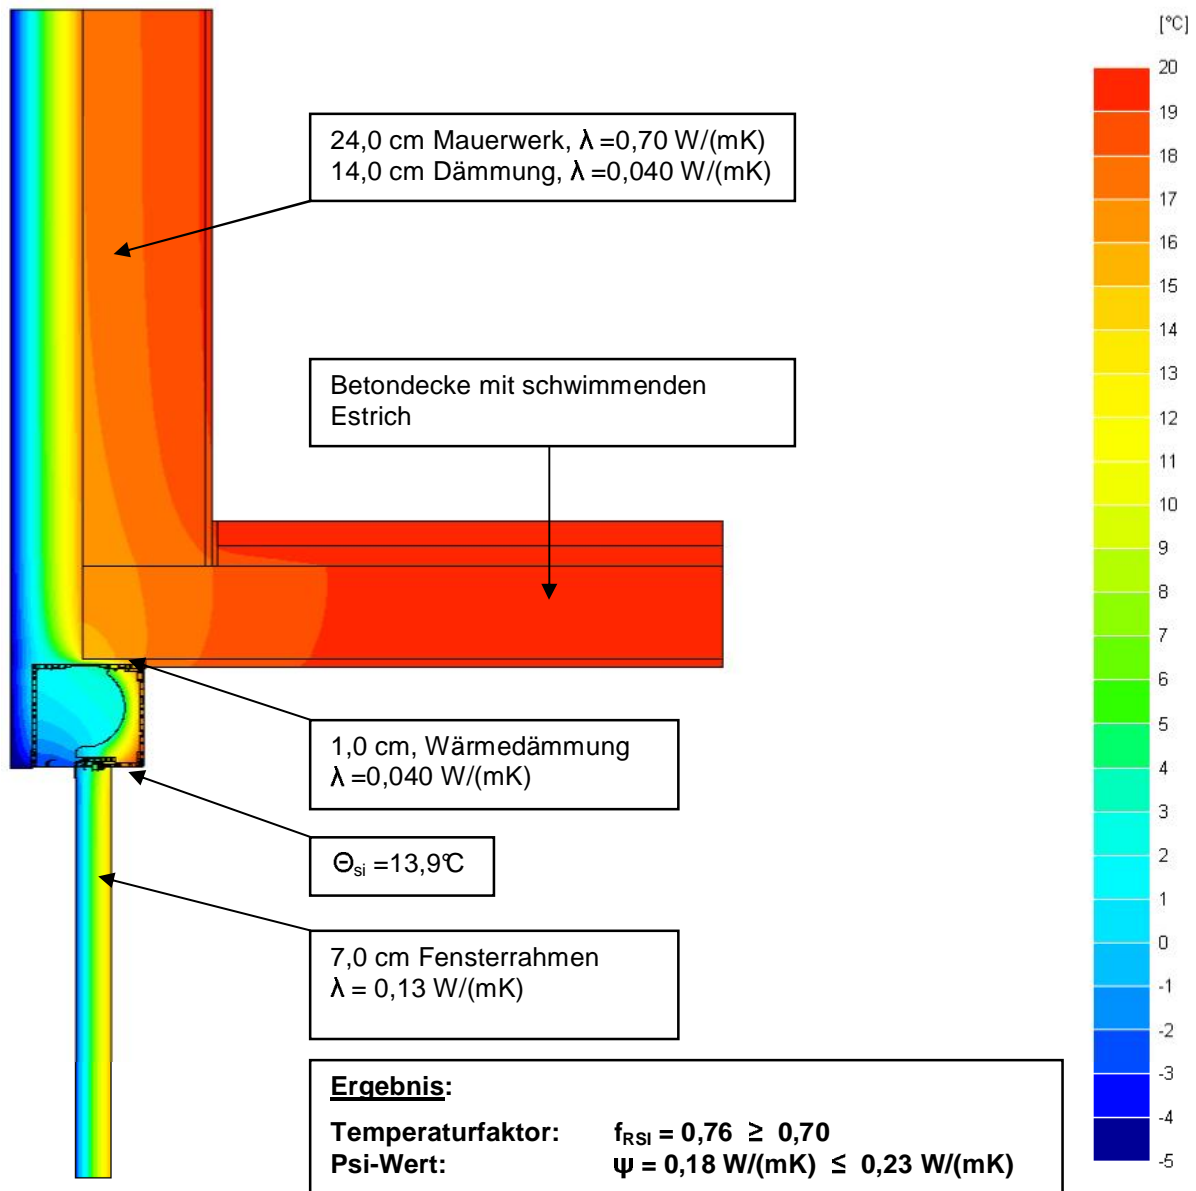 [°C]
24,0 cm Mauerwerk, λ =0,70 W/(mK)
14,0 cm Dämmung, λ =0,040 W/(mK)
Betondecke mit schwimmenden
Estrich
1,0 cm, Wärmedämmung
λ =0,040 W/(mK)
Θsi =13,9°C
7,0 cm Fensterrahmen
λ = 0,13 W/(mK)
Ergebnis:
Temperaturfaktor: fRSI = 0,76 ≥ 0,70
Psi-Wert: ψ = 0,18 W/(mK) ≤ 0,23 W/(mK)
20
19
18
17
16
15
14
13
12
11
10
9
8
7
6
5
4
3
2
1
0
-1
-2
-3
-4
-5